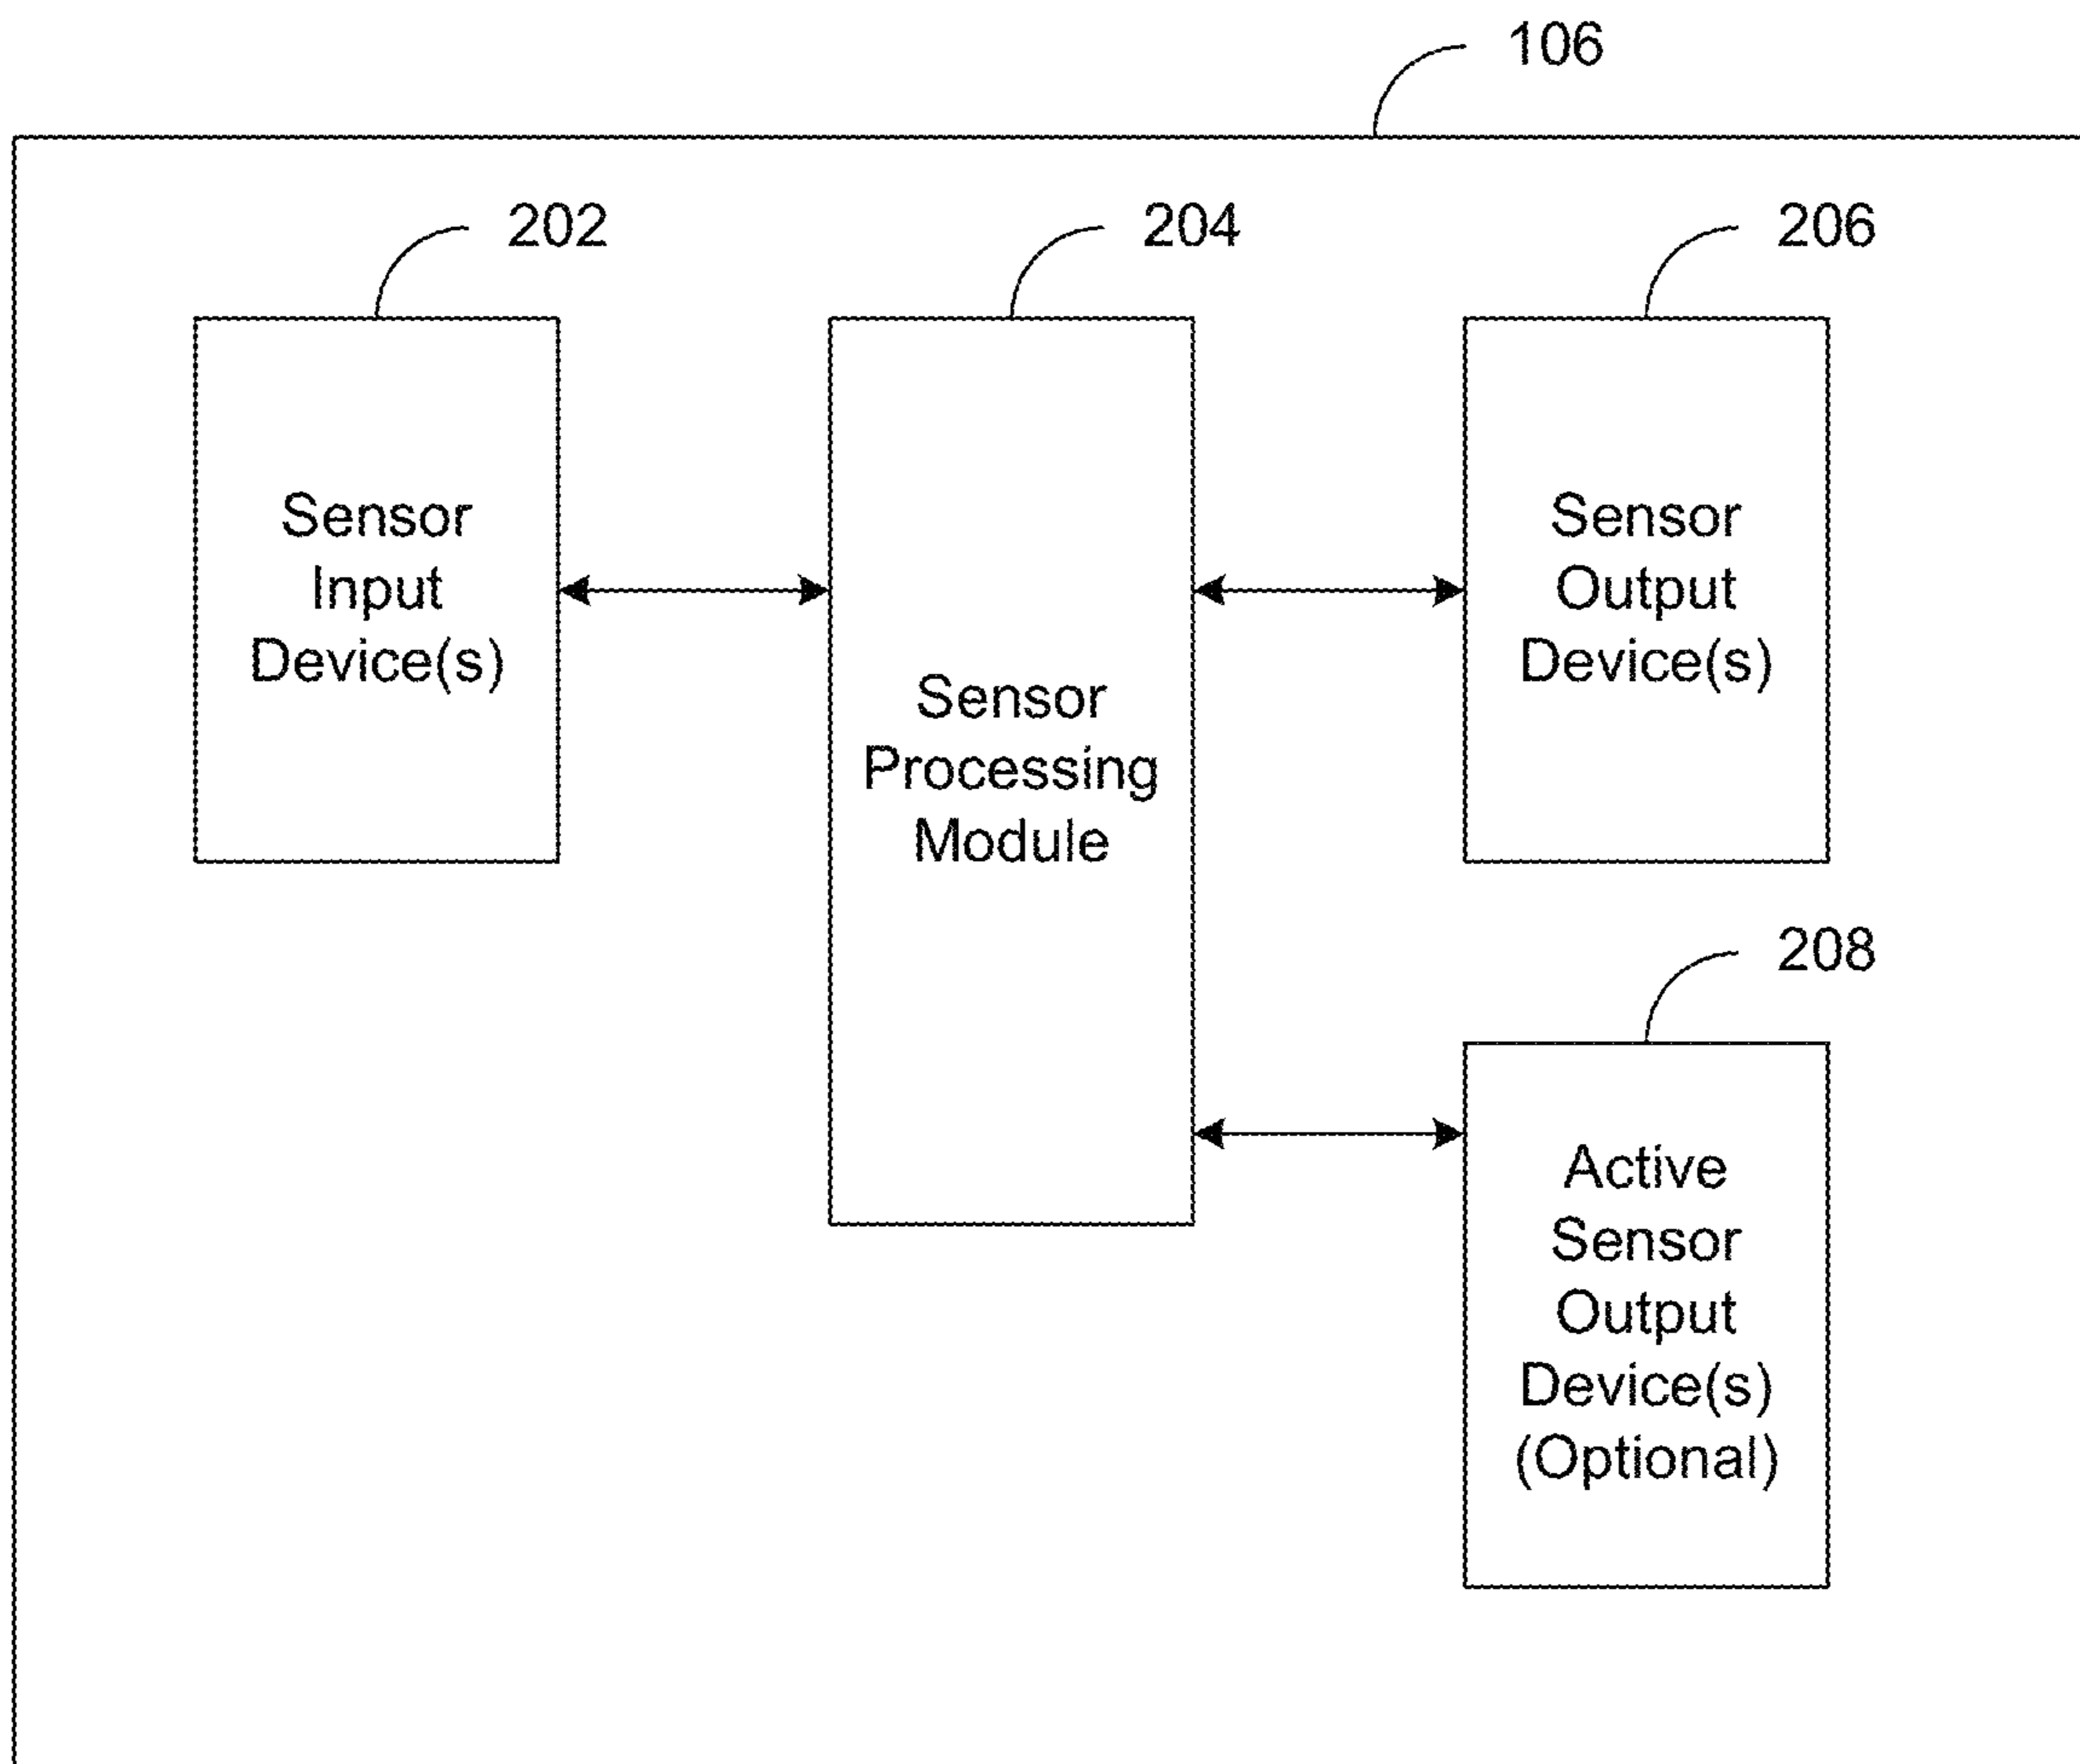 106
202
204
206
Sensor
Input
Device(s)
Sensor
Processing
Module
Sensor
Output
Device(s)
208
Active
Sensor
Output
Device(s)
(Optional)